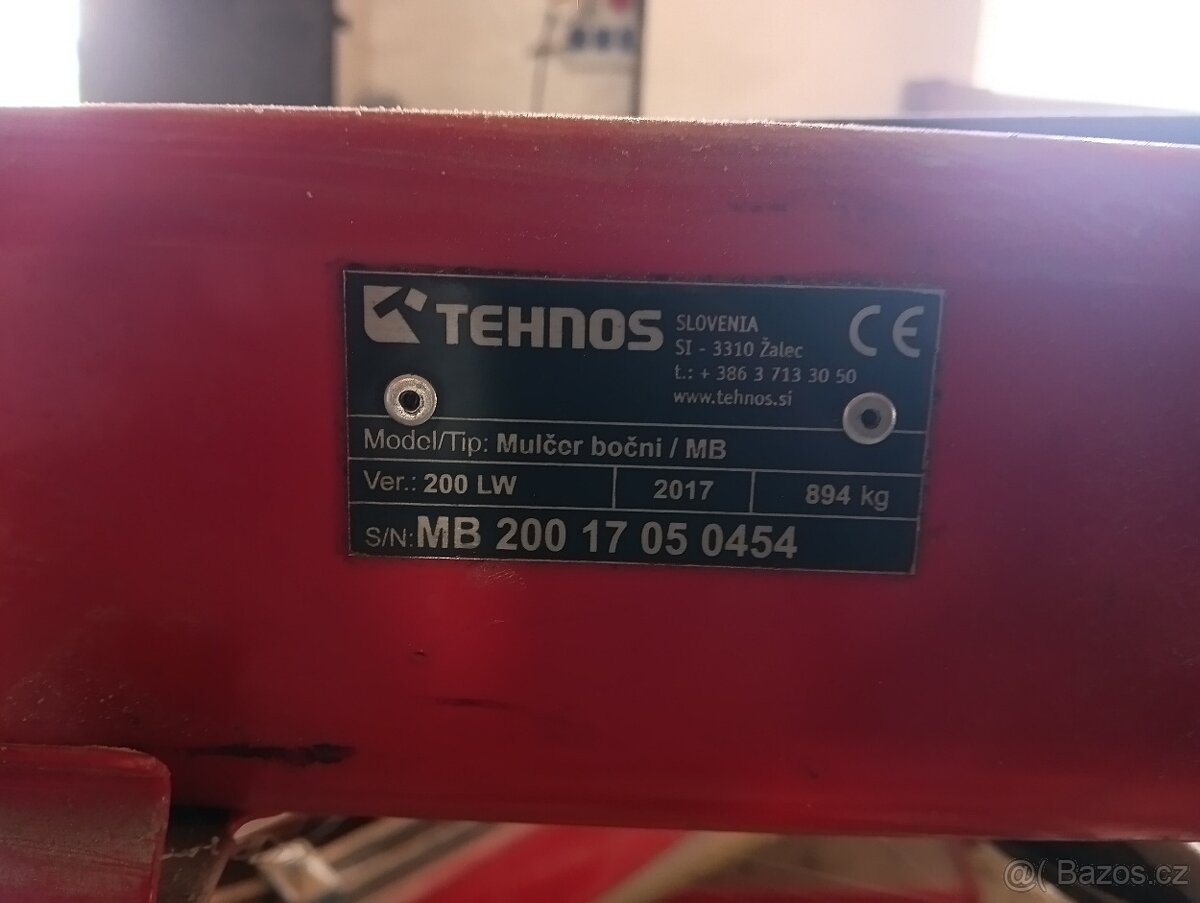 TEHNOS
SLOVENIA
SI - 3310 Žalec
t.: + 386 3 713 30 50
www.tehnos.si
CE
Model/Tip: Mulčer bočni / MB
Ver.: 200 LW 2017 894 kg
S/N: MB 200 17 05 0454
@( Bazos.cz